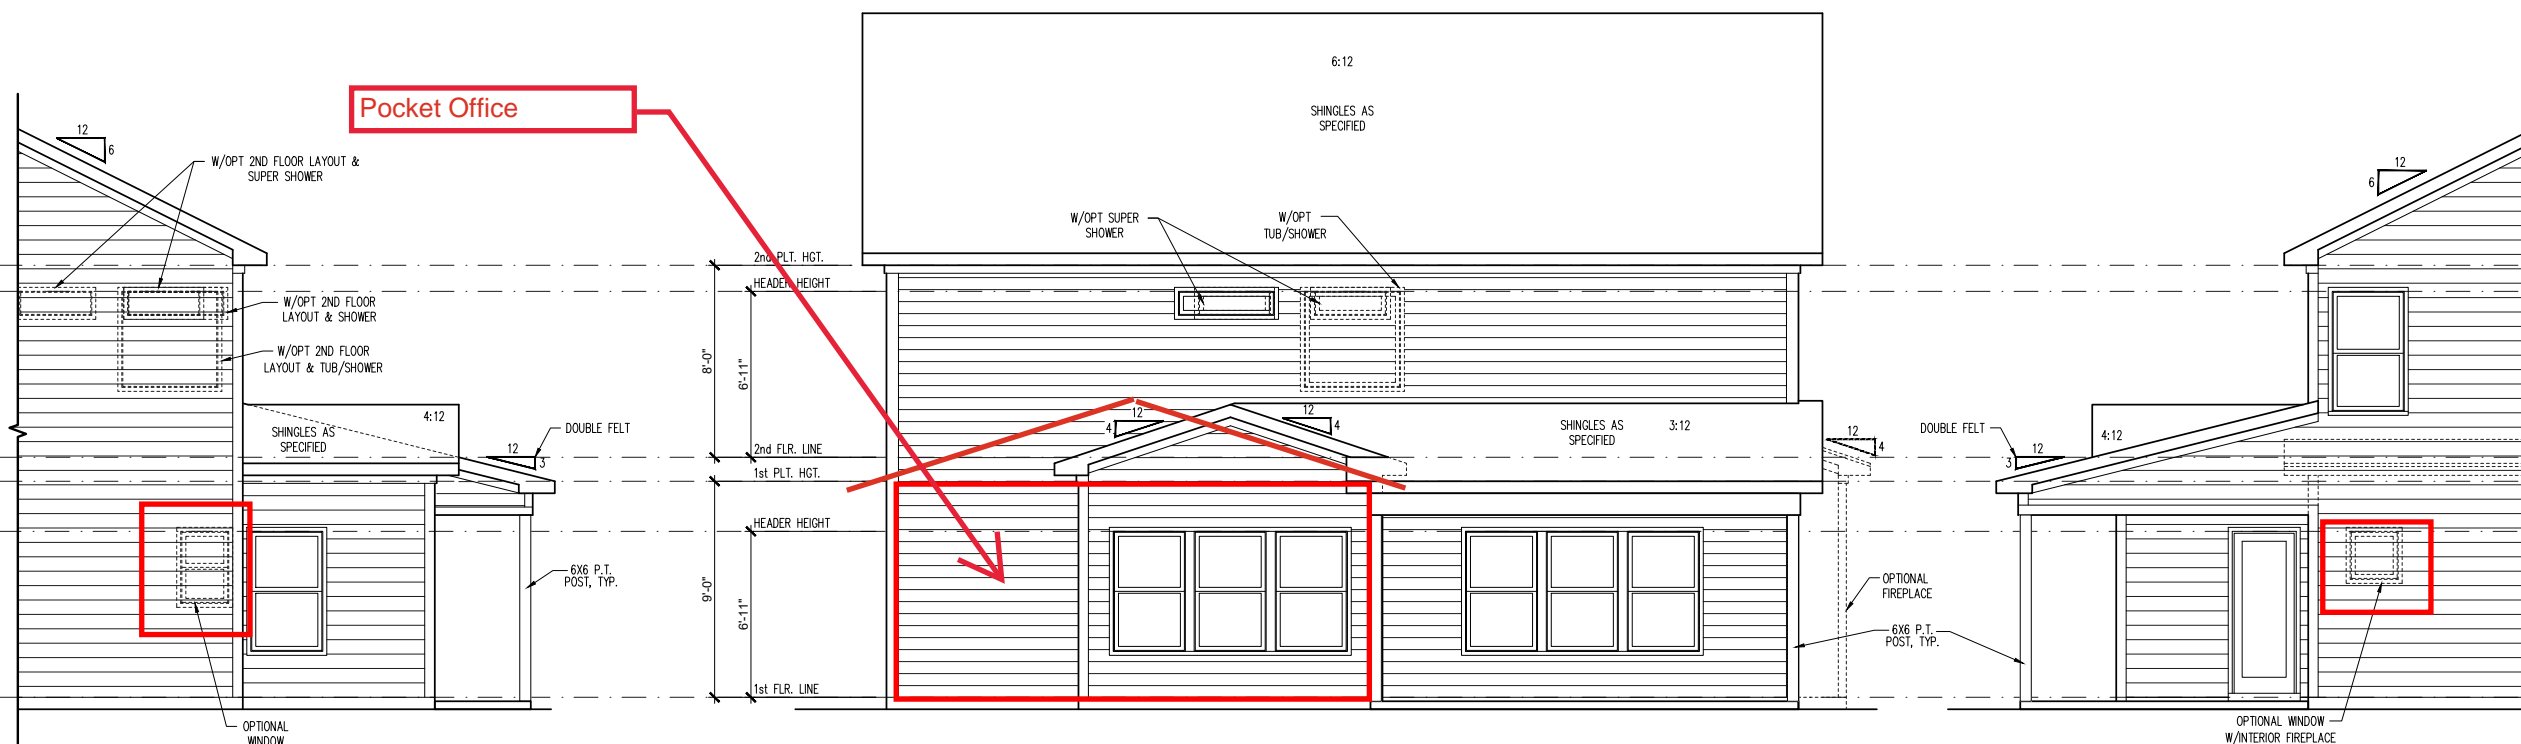 Pocket Office
12
6
W/OPT 2ND FLOOR LAYOUT &
SUPER SHOWER
W/OPT 2ND FLOOR
LAYOUT & SHOWER
W/OPT 2ND FLOOR
LAYOUT & TUB/SHOWER
4:12
SHINGLES AS
SPECIFIED
12
3
DOUBLE FELT
6X6 P.T.
POST, TYP.
OPTIONAL
WINDOW
2nd PLT. HGT.
HEADER HEIGHT
8'-0"
6'-11"
2nd FLR. LINE
1st PLT. HGT.
HEADER HEIGHT
9'-0"
6'-11"
1st FLR. LINE
6:12
SHINGLES AS
SPECIFIED
W/OPT SUPER
SHOWER
W/OPT
TUB/SHOWER
12
4
12
4
SHINGLES AS
SPECIFIED
3:12
12
4
OPTIONAL
FIREPLACE
6X6 P.T.
POST, TYP.
12
6
DOUBLE FELT
4:12
12
3
OPTIONAL WINDOW
W/INTERIOR FIREPLACE